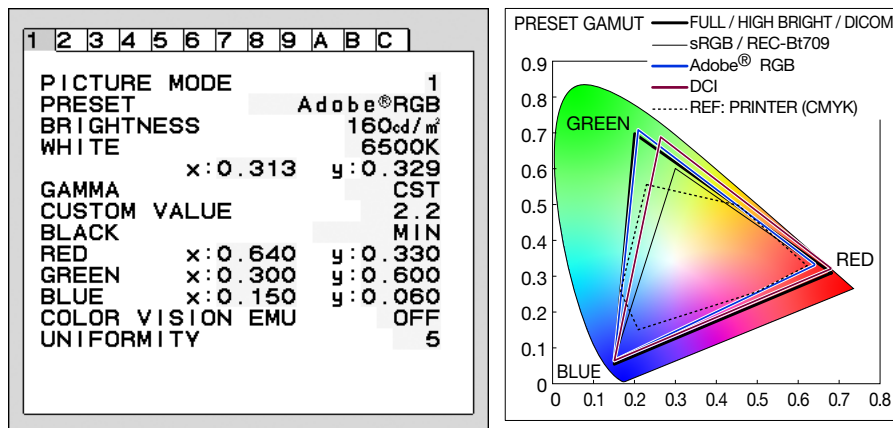 1 2 3 4 5 6 7 8 9 A B C
PICTURE MODE 1
PRESET Adobe®RGB
BRIGHTNESS 160cd/㎡
WHITE 6500K
x:0.313 y:0.329
GAMMA CST
CUSTOM VALUE 2.2
BLACK MIN
RED x:0.640 y:0.330
GREEN x:0.300 y:0.600
BLUE x:0.150 y:0.060
COLOR VISION EMU OFF
UNIFORMITY 5
PRESET GAMUT
FULL / HIGH BRIGHT / DICOM
sRGB / REC-Bt709
Adobe® RGB
DCI
REF: PRINTER (CMYK)
0.9
0.8
0.7
0.6
0.5
0.4
0.3
0.2
0.1
0
GREEN
RED
BLUE
0 0.1 0.2 0.3 0.4 0.5 0.6 0.7 0.8